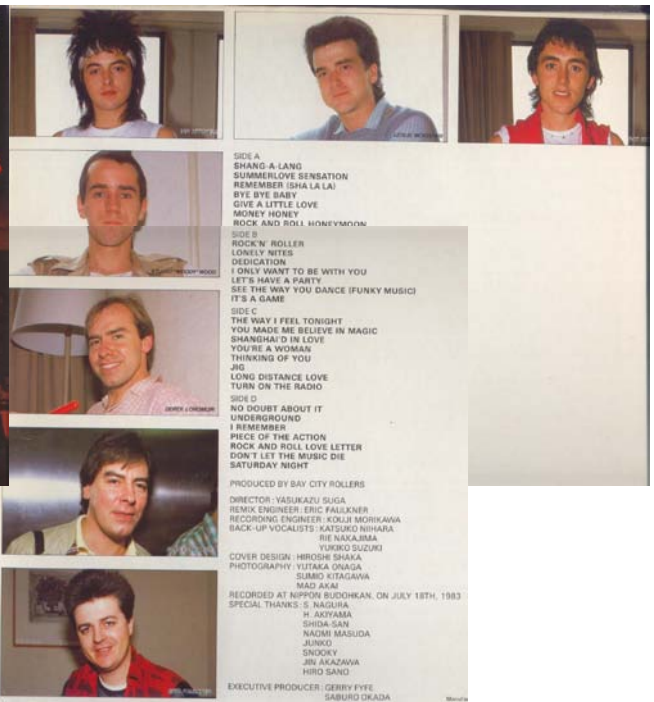 LESLIE MCKEOWN
STUART "WOODY" WOOD
DEREK LONGMUIR
SIDE A
SHANG-A-LANG
SUMMERLOVE SENSATION
REMEMBER (SHA LA LA)
BYE BYE BABY
GIVE A LITTLE LOVE
MONEY HONEY
ROCK AND ROLL HONEYMOON
SIDE B
ROCK'N' ROLLER
LONELY NITES
DEDICATION
I ONLY WANT TO BE WITH YOU
LET'S HAVE A PARTY
SEE THE WAY YOU DANCE (FUNKY MUSIC)
IT'S A GAME
SIDE C
THE WAY I FEEL TONIGHT
YOU MADE ME BELIEVE IN MAGIC
SHANGHAI'D IN LOVE
YOU'RE A WOMAN
THINKING OF YOU
JIG
LONG DISTANCE LOVE
TURN ON THE RADIO
SIDE D
NO DOUBT ABOUT IT
UNDERGROUND
I REMEMBER
PIECE OF THE ACTION
ROCK AND ROLL LOVE LETTER
DON'T LET THE MUSIC DIE
SATURDAY NIGHT
PRODUCED BY BAY CITY ROLLERS
DIRECTOR : YASUKAZU SUGA
REMIX ENGINEER : ERIC FAULKNER
RECORDING ENGINEER : KOUJI MORIKAWA
BACK-UP VOCALISTS : KATSUKO NIIHARA
RIE NAKAJIMA
YUKIKO SUZUKI
COVER DESIGN : HIROSHI SHAKA
PHOTOGRAPHY : YUTAKA ONAGA
SUMIO KITAGAWA
MAD AKAI
RECORDED AT NIPPON BUDOHKAN, ON JULY 18TH, 1983
SPECIAL THANKS : S. NAGURA
H. AKIYAMA
SHIDA-SAN
NAOMI MASUDA
JUNKO
SNOOKY
JIN AKAZAWA
HIRO SANO
EXECUTIVE PRODUCER : GERRY FYFE
SABURO OKADA